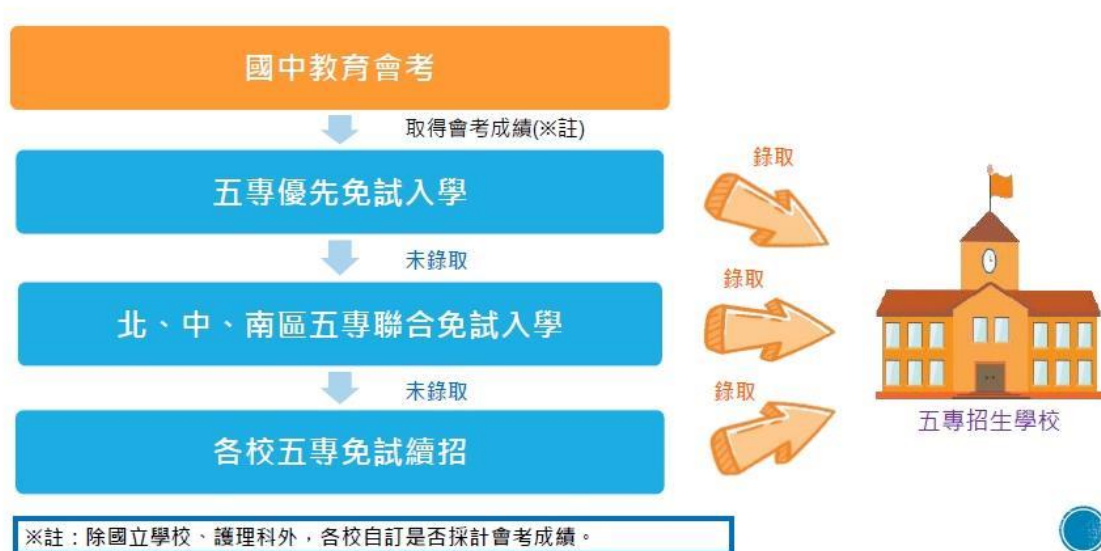 國中教育會考
取得會考成績(※註)
五專優先免試入學
錄取
未錄取
北、中、南區五專聯合免試入學
錄取
未錄取
各校五專免試續招
錄取
五專招生學校
※註：除國立學校、護理科外，各校自訂是否採計會考成績。